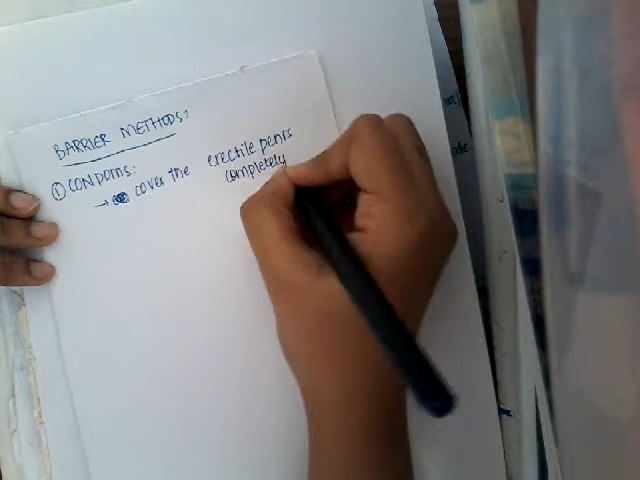 BARRIER METHODS:
① CONDOMS:
→ cover the erectile penis
completely